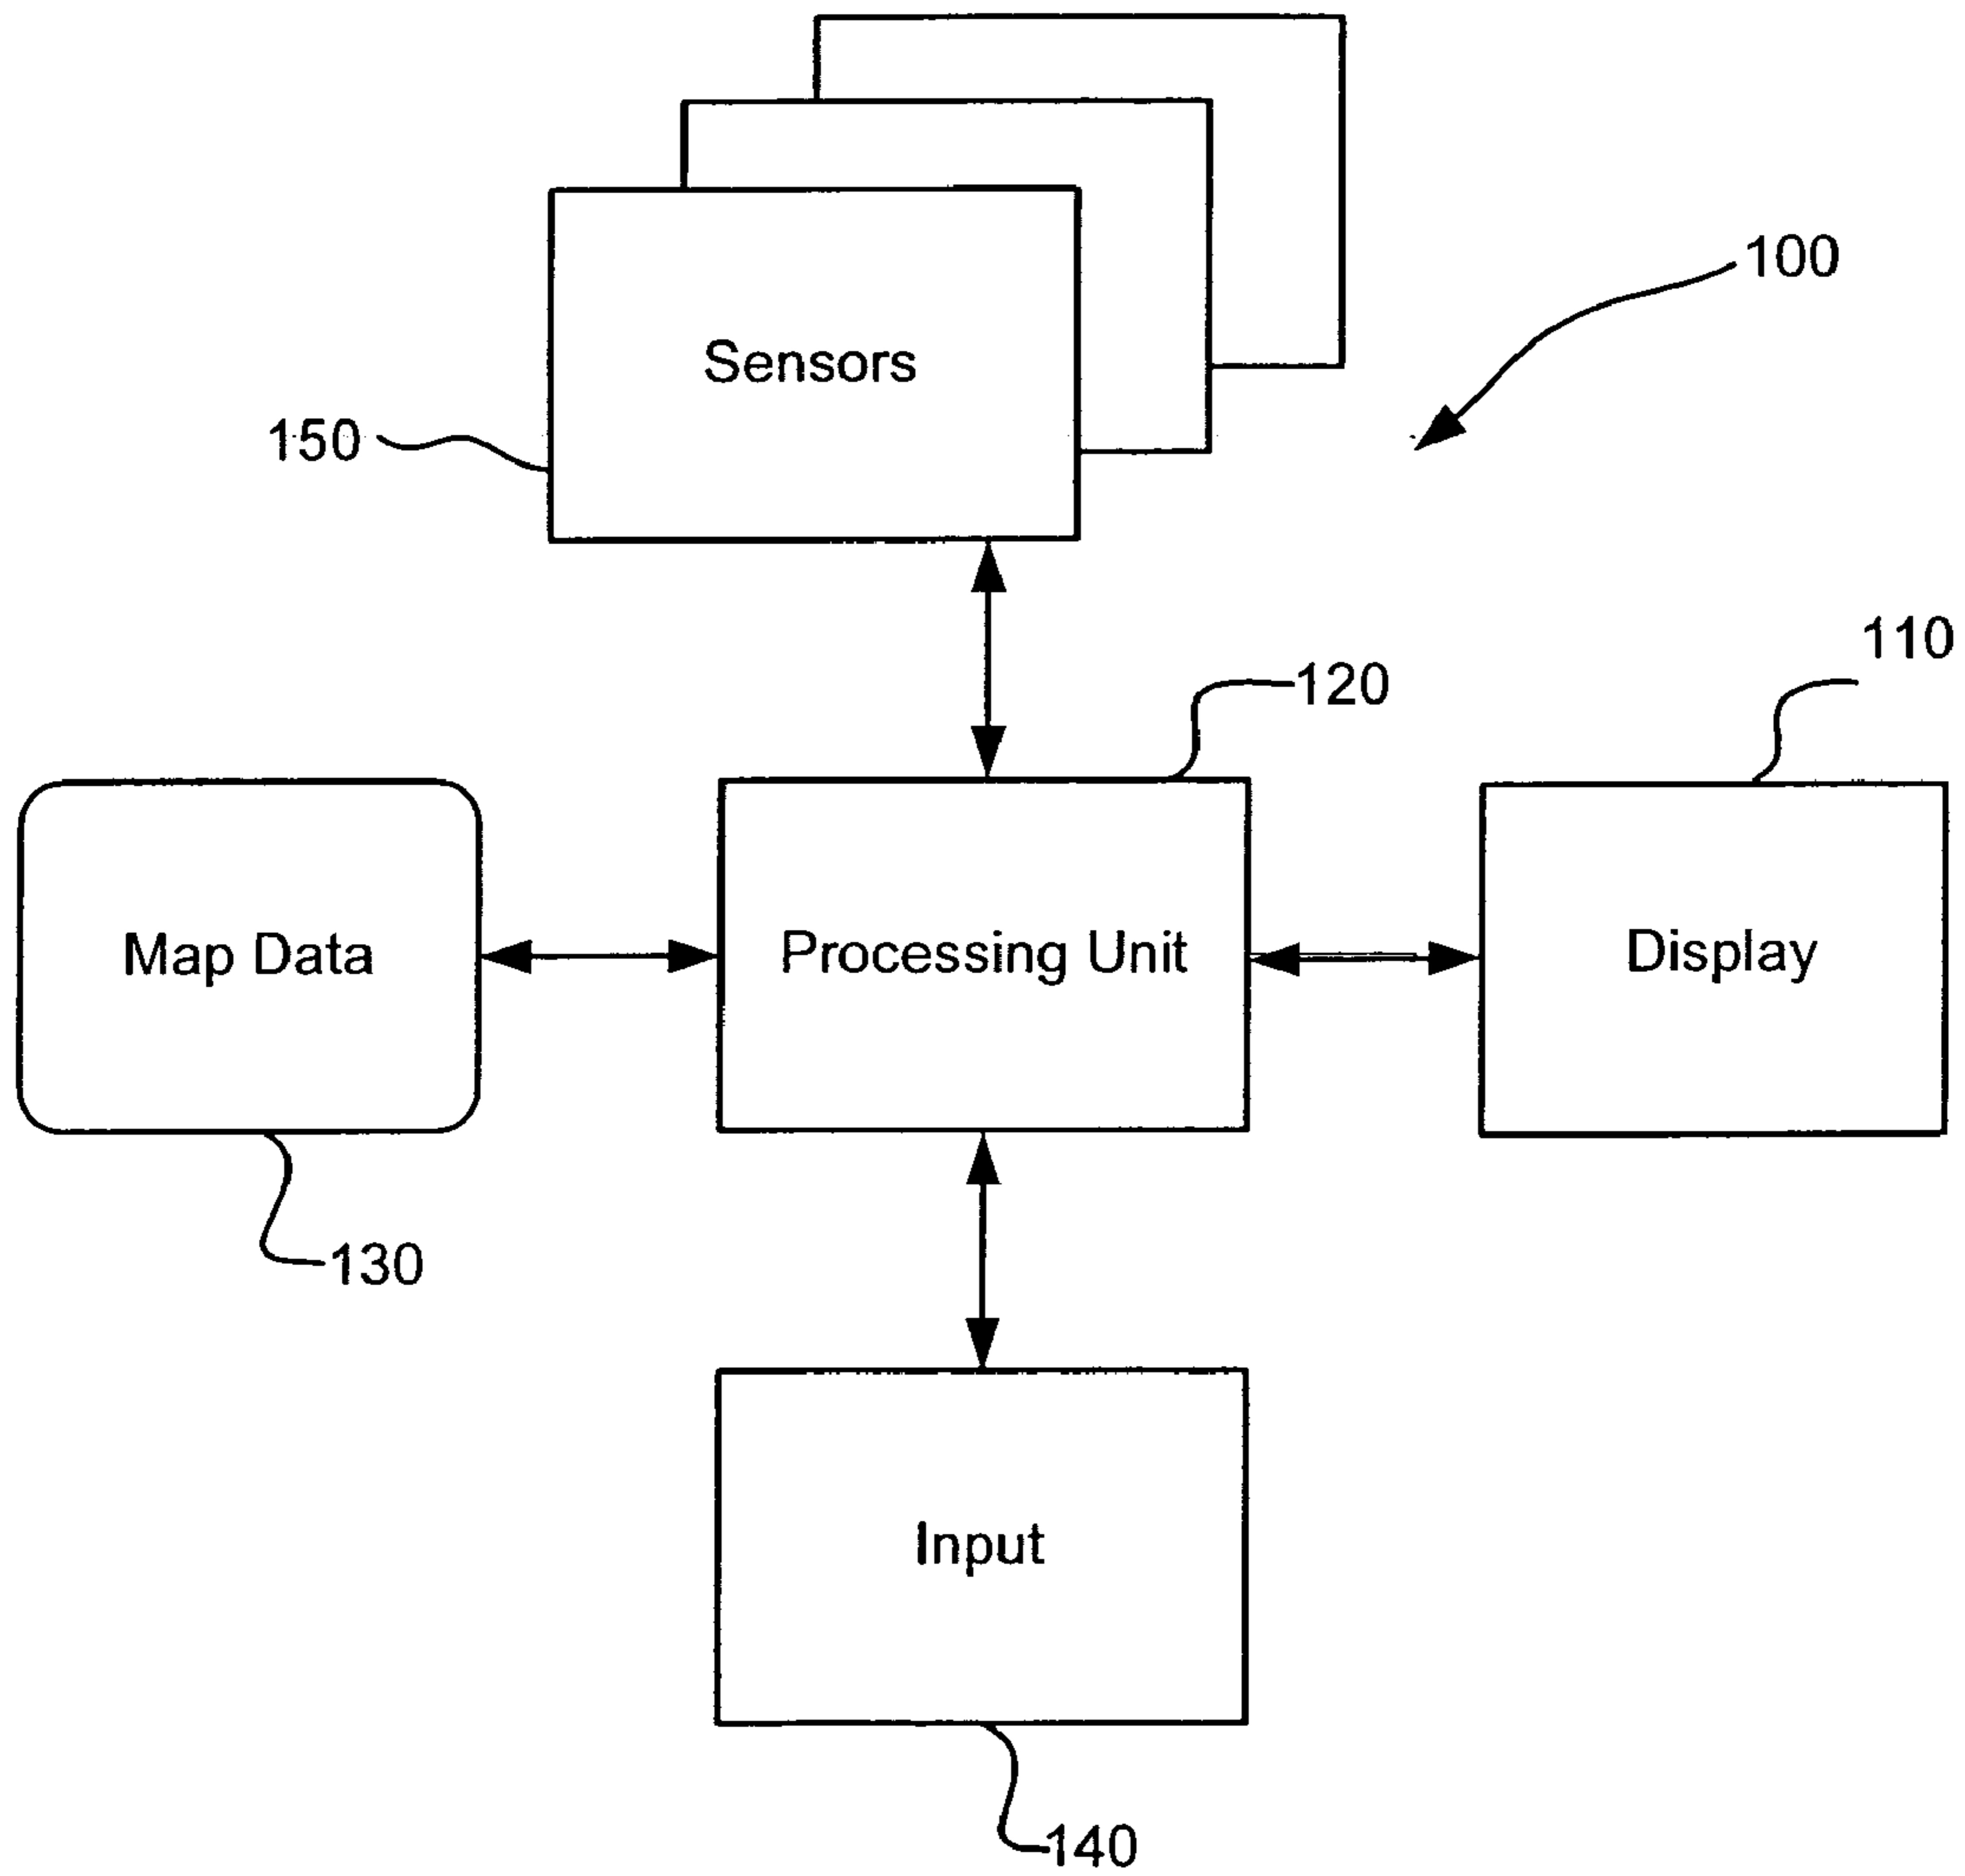 100
Sensors
150
110
120
Map Data
Processing Unit
Display
130
Input
140